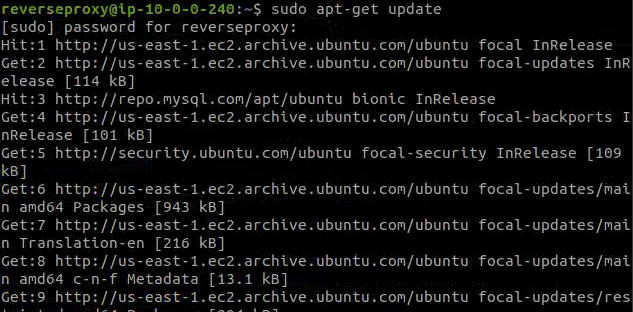 reverseproxy@ip-10-0-0-240:~$ sudo apt-get update
[sudo] password for reverseproxy:
Hit:1 http://us-east-1.ec2.archive.ubuntu.com/ubuntu focal InRelease
Get:2 http://us-east-1.ec2.archive.ubuntu.com/ubuntu focal-updates InR
elease [114 kB]
Hit:3 http://repo.mysql.com/apt/ubuntu bionic InRelease
Get:4 http://us-east-1.ec2.archive.ubuntu.com/ubuntu focal-backports I
nRelease [101 kB]
Get:5 http://security.ubuntu.com/ubuntu focal-security InRelease [109
kB]
Get:6 http://us-east-1.ec2.archive.ubuntu.com/ubuntu focal-updates/mai
n amd64 Packages [943 kB]
Get:7 http://us-east-1.ec2.archive.ubuntu.com/ubuntu focal-updates/mai
n Translation-en [216 kB]
Get:8 http://us-east-1.ec2.archive.ubuntu.com/ubuntu focal-updates/mai
n amd64 c-n-f Metadata [13.1 kB]
Get:9 http://us-east-1.ec2.archive.ubuntu.com/ubuntu focal-updates/res